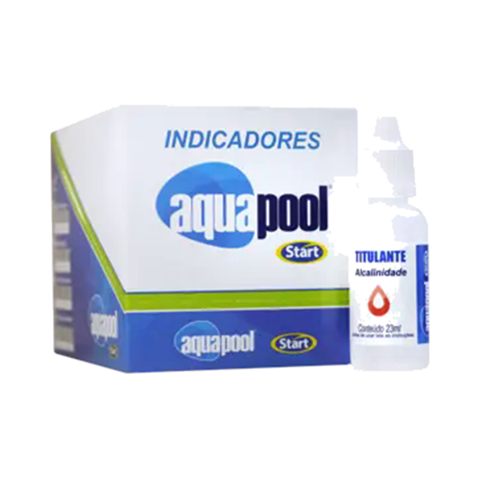 INDICADORES
aquapool
Start
aquapool
aquapool
Start
TITULANTE
Alcalinidade
Conteúdo 23ml